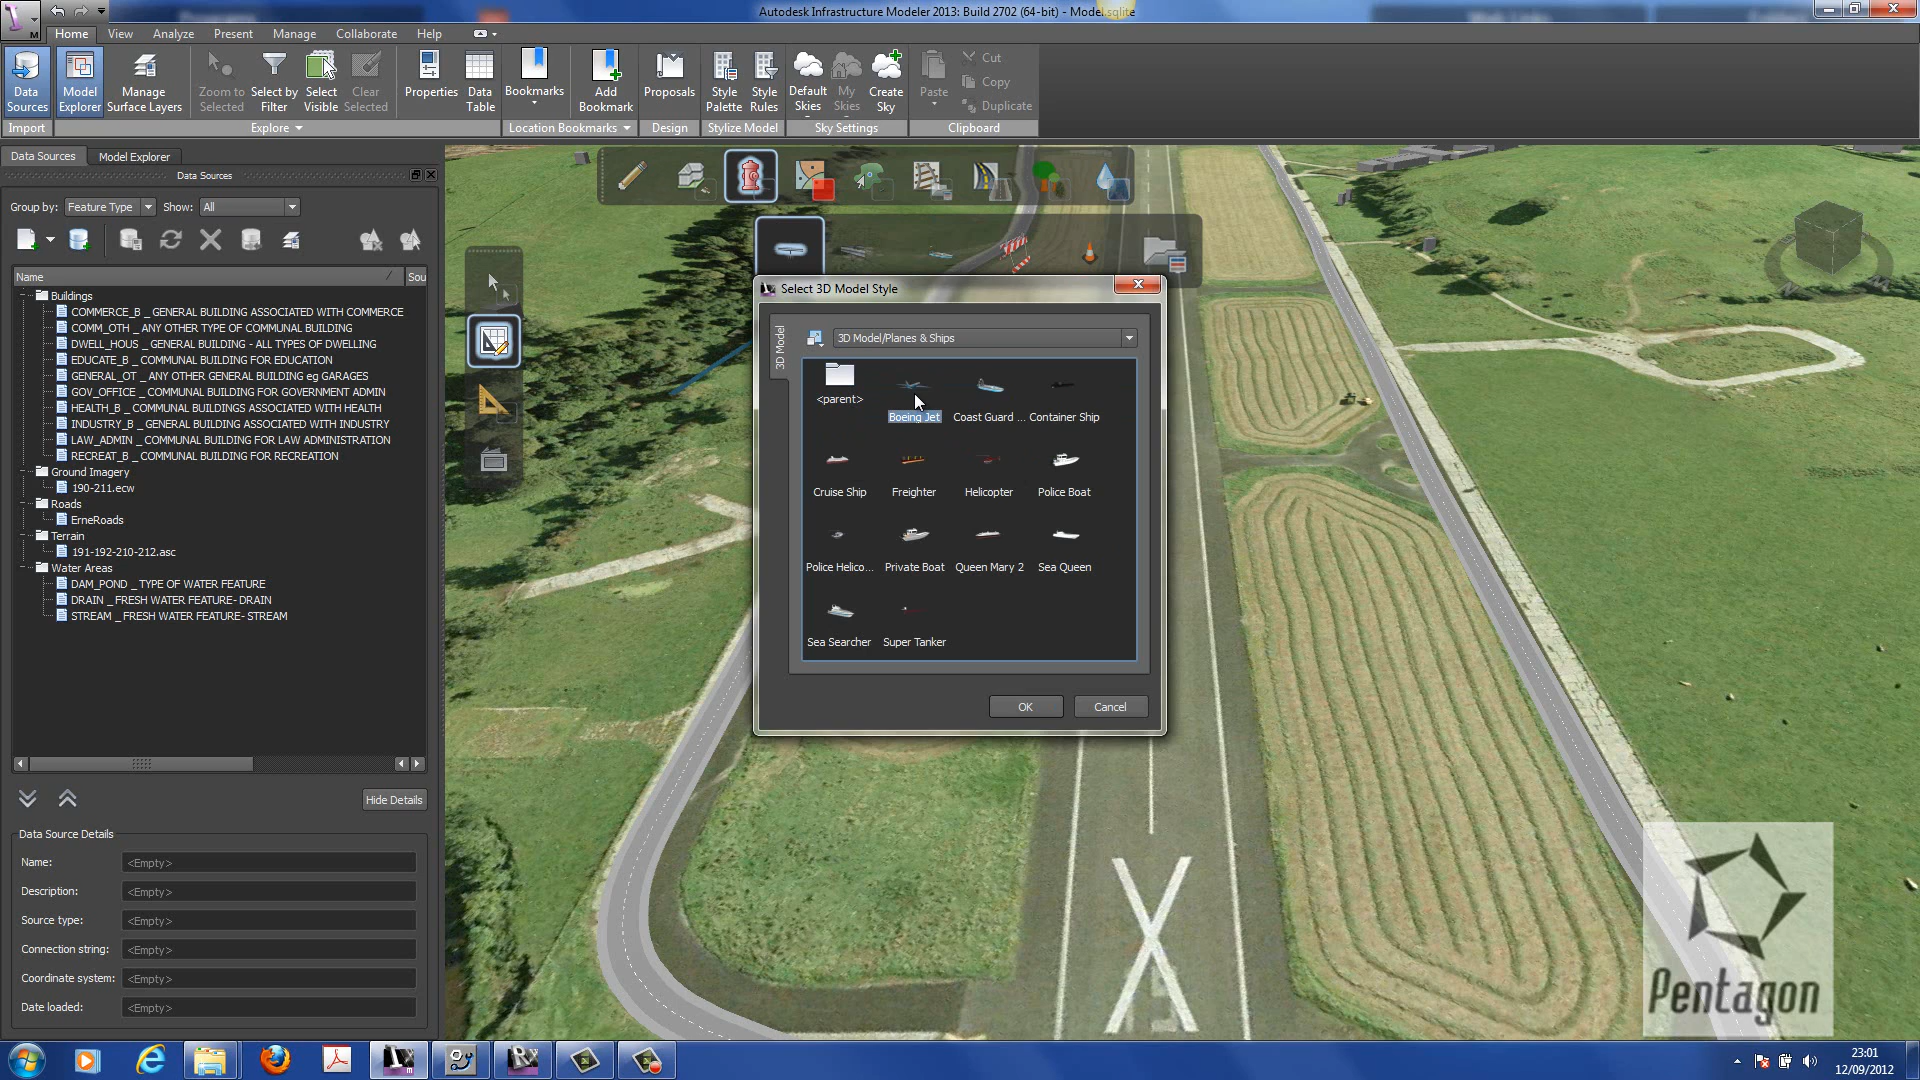 Autodesk Infrastructure Modeler 2013: Build 2702 (64-bit) - Model.sqlite
Home View Analyze Present Manage Collaborate Help
Data Sources
Model Explorer
Manage Surface Layers
Zoom to Selected
Select by Filter
Select Visible
Clear Selected
Properties
Data Table
Bookmarks
Add Bookmark
Proposals
Style Palette
Style Rules
Default Skies
My Skies
Create Sky
Paste
Cut
Copy
Duplicate
Import Explore Location Bookmarks Design Stylize Model Sky Settings Clipboard
Data Sources Model Explorer
Data Sources
Group by: Feature Type Show: All
Name Sou
Buildings
COMMERCE_B _ GENERAL BUILDING ASSOCIATED WITH COMMERCE
COMM_OTH _ ANY OTHER TYPE OF COMMUNAL BUILDING
DWELL_HOUS _ GENERAL BUILDING - ALL TYPES OF DWELLING
EDUCATE_B _ COMMUNAL BUILDING FOR EDUCATION
GENERAL_OT _ ANY OTHER GENERAL BUILDING eg GARAGES
GOV_OFFICE _ COMMUNAL BUILDING FOR GOVERNMENT ADMIN
HEALTH_B _ COMMUNAL BUILDINGS ASSOCIATED WITH HEALTH
INDUSTRY_B _ GENERAL BUILDING ASSOCIATED WITH INDUSTRY
LAW_ADMIN _ COMMUNAL BUILDING FOR LAW ADMINISTRATION
RECREAT_B _ COMMUNAL BUILDING FOR RECREATION
Ground Imagery
190-211.ecw
Roads
ErneRoads
Terrain
191-192-210-212.asc
Water Areas
DAM_POND _ TYPE OF WATER FEATURE
DRAIN _ FRESH WATER FEATURE- DRAIN
STREAM _ FRESH WATER FEATURE- STREAM
Hide Details
Data Source Details
Name: <Empty>
Description: <Empty>
Source type: <Empty>
Connection string: <Empty>
Coordinate system: <Empty>
Date loaded: <Empty>
Select 3D Model Style
3D Model
3D Model/Planes & Ships
<parent> Boeing Jet Coast Guard ... Container Ship
Cruise Ship Freighter Helicopter Police Boat
Police Helico... Private Boat Queen Mary 2 Sea Queen
Sea Searcher Super Tanker
OK Cancel
X
Pentagon
23:01
12/09/2012